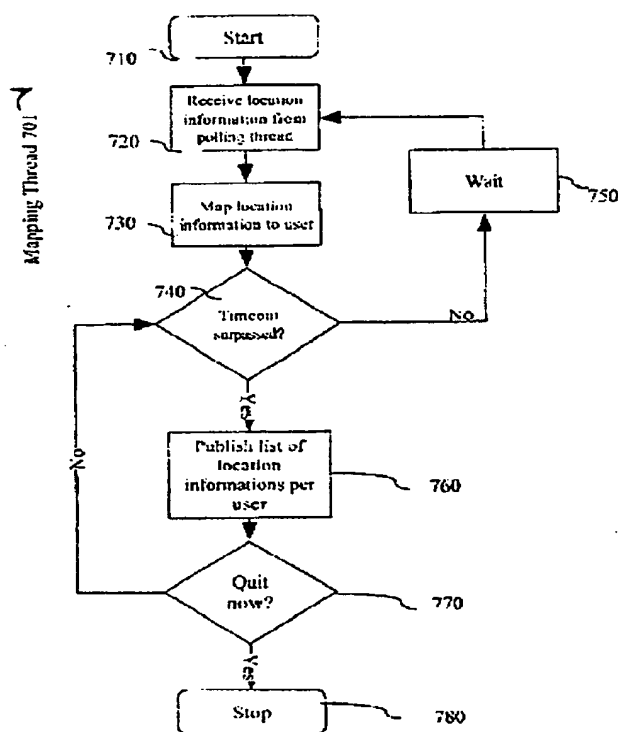 Start
710
Mapping Thread 701
Receive location
information from
polling thread
720
Wait
750
Map location
information to user
730
740
Timeout
surpassed?
No
Yes
Publish list of
location
informations per
user
760
No
Quit
now?
770
Yes
Stop
780